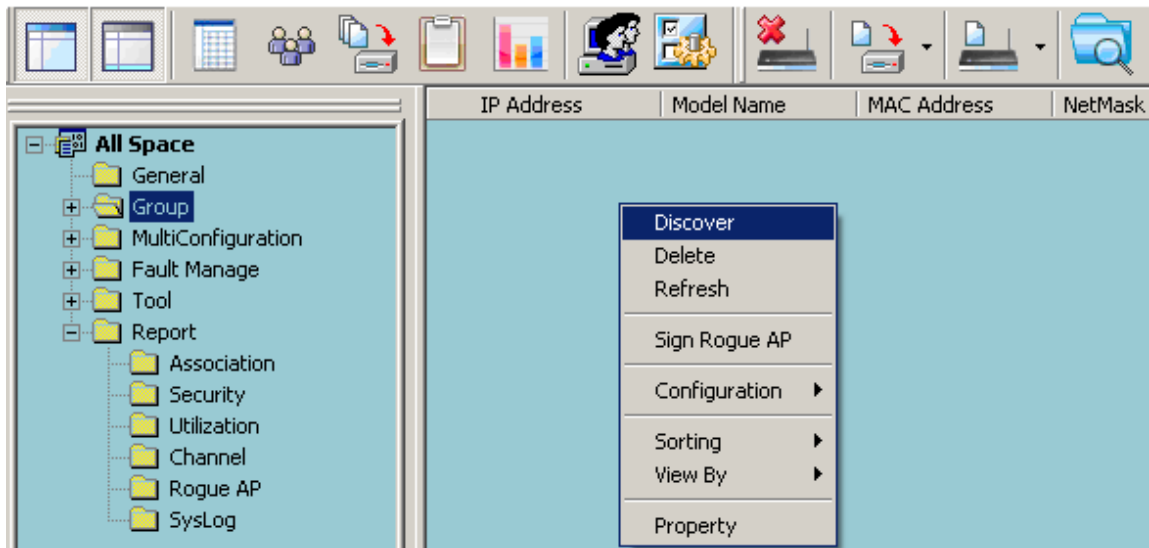 IP Address Model Name MAC Address NetMask
All Space
General
Group
MultiConfiguration
Fault Manage
Tool
Report
Association
Security
Utilization
Channel
Rogue AP
SysLog
Discover
Delete
Refresh
Sign Rogue AP
Configuration
Sorting
View By
Property